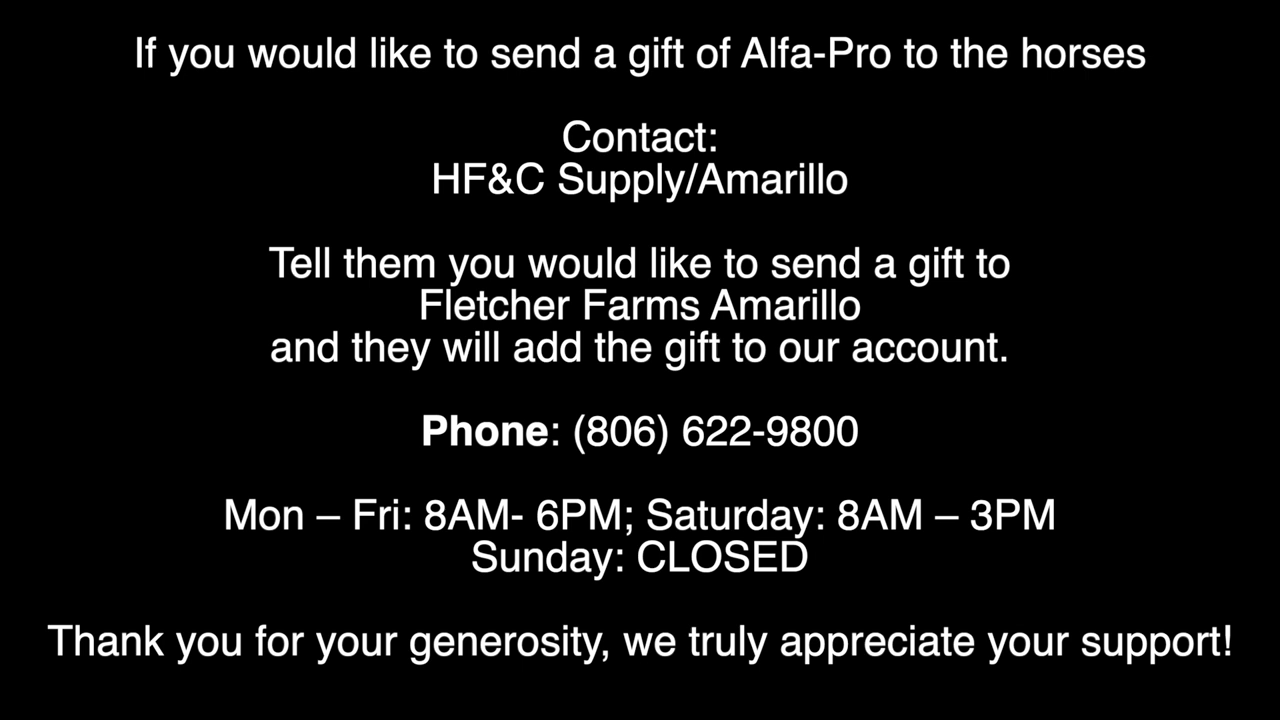 If you would like to send a gift of Alfa-Pro to the horses
Contact:
HF&C Supply/Amarillo
Tell them you would like to send a gift to
Fletcher Farms Amarillo
and they will add the gift to our account.
Phone: (806) 622-9800
Mon – Fri: 8AM- 6PM; Saturday: 8AM – 3PM
Sunday: CLOSED
Thank you for your generosity, we truly appreciate your support!